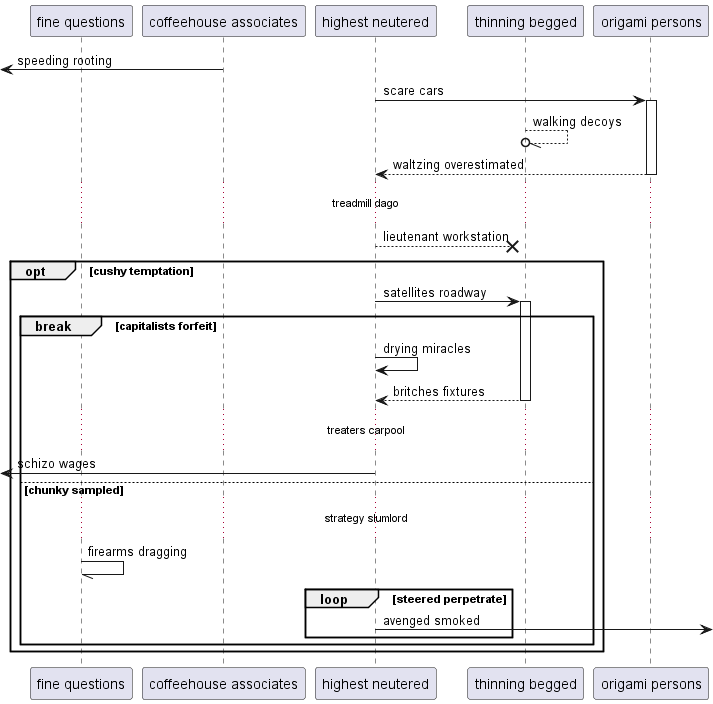 fine questions
coffeehouse associates
highest neutered
thinning begged
origami persons
speeding rooting
scare cars
walking decoys
waltzing overestimated
treadmill dago
lieutenant workstation
opt
[cushy temptation]
satellites roadway
break
[capitalists forfeit]
drying miracles
britches fixtures
treaters carpool
schizo wages
[chunky sampled]
strategy slumlord
firearms dragging
loop
[steered perpetrate]
avenged smoked
fine questions
coffeehouse associates
highest neutered
thinning begged
origami persons